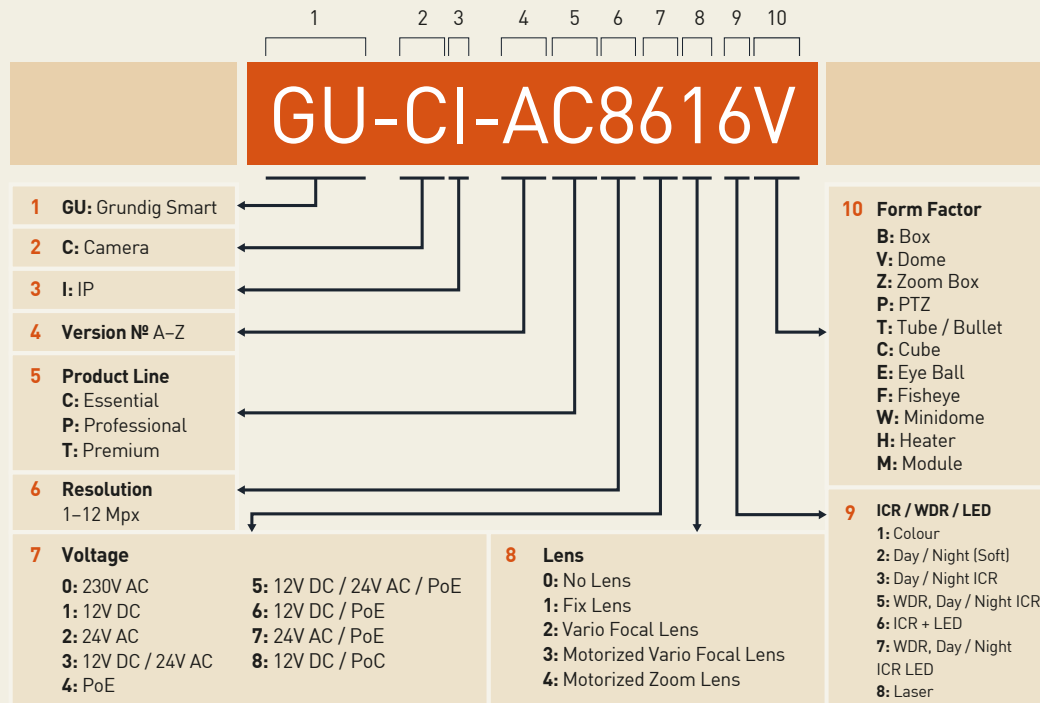 1 2 3 4 5 6 7 8 9 10
GU-CI-AC8616V
1 GU: Grundig Smart
2 C: Camera
3 I: IP
4 Version Nº A–Z
5 Product Line
C: Essential
P: Professional
T: Premium
6 Resolution
1–12 Mpx
7 Voltage
0: 230V AC
1: 12V DC
2: 24V AC
3: 12V DC / 24V AC
4: PoE
5: 12V DC / 24V AC / PoE
6: 12V DC / PoE
7: 24V AC / PoE
8: 12V DC / PoC
8 Lens
0: No Lens
1: Fix Lens
2: Vario Focal Lens
3: Motorized Vario Focal Lens
4: Motorized Zoom Lens
10 Form Factor
B: Box
V: Dome
Z: Zoom Box
P: PTZ
T: Tube / Bullet
C: Cube
E: Eye Ball
F: Fisheye
W: Minidome
H: Heater
M: Module
9 ICR / WDR / LED
1: Colour
2: Day / Night (Soft)
3: Day / Night ICR
5: WDR, Day / Night ICR
6: ICR + LED
7: WDR, Day / Night
ICR LED
8: Laser